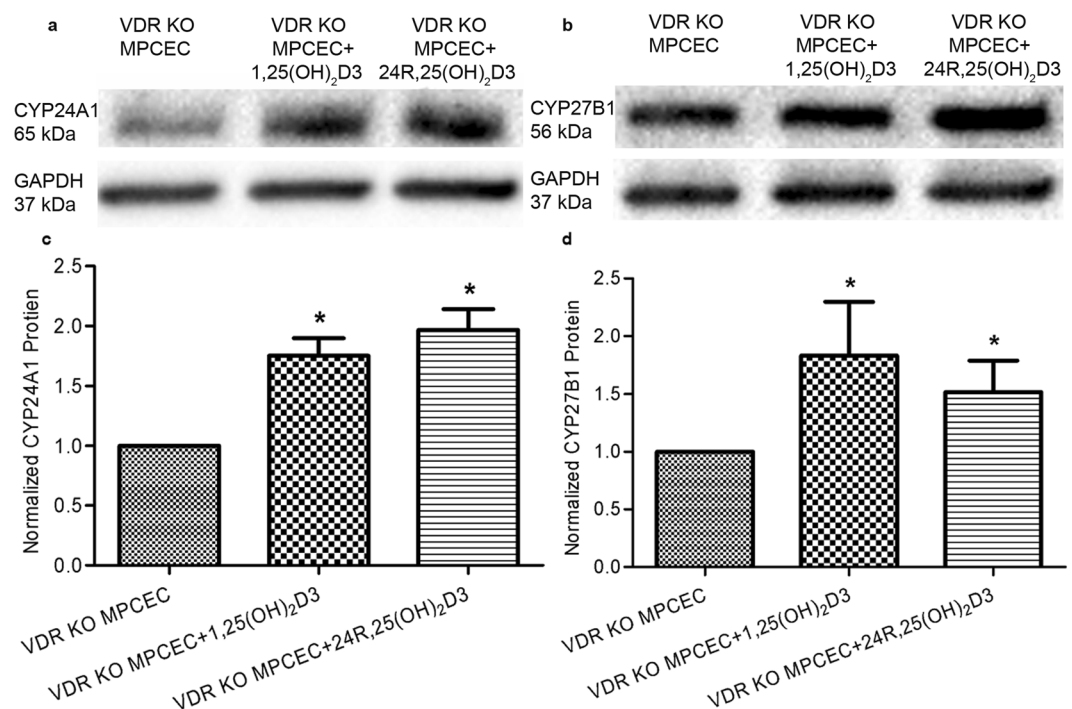 a
VDR KO
MPCEC
VDR KO
MPCEC+
1,25(OH)₂D3
VDR KO
MPCEC+
24R,25(OH)₂D3
CYP24A1
65 kDa
GAPDH
37 kDa
b
VDR KO
MPCEC
VDR KO
MPCEC+
1,25(OH)₂D3
VDR KO
MPCEC+
24R,25(OH)₂D3
CYP27B1
56 kDa
GAPDH
37 kDa
c
Normalized CYP24A1 Protien
2.5
2.0
1.5
1.0
0.5
0.0
*
*
VDR KO MPCEC
VDR KO MPCEC+1,25(OH)₂D3
VDR KO MPCEC+24R,25(OH)₂D3
d
Normalized CYP27B1 Protein
2.5
2.0
1.5
1.0
0.5
0.0
*
*
VDR KO MPCEC
VDR KO MPCEC+1,25(OH)₂D3
VDR KO MPCEC+24R,25(OH)₂D3